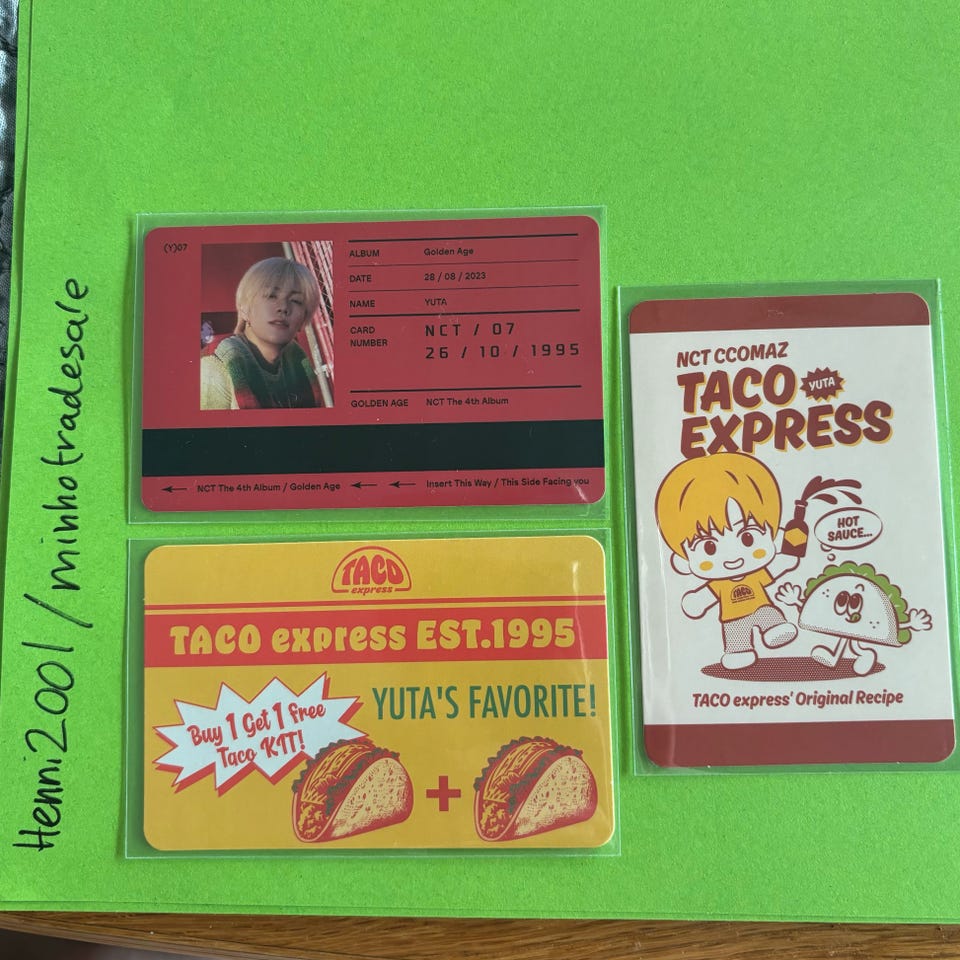 Henni2001 / minhotradesale
(Y)07
ALBUM Golden Age
DATE 28 / 08 / 2023
NAME YUTA
CARD NUMBER NCT / 07
26 / 10 / 1995
GOLDEN AGE NCT The 4th Album
NCT The 4th Album / Golden Age Insert This Way / This Side Facing you
TACO
express
TACO express EST.1995
Buy 1 Get 1 free
Taco KIT!
YUTA'S FAVORITE!
+
NCT CCOMAZ
TACO
YUTA
EXPRESS
HOT
SAUCE...
TACO
TACO express' Original Recipe